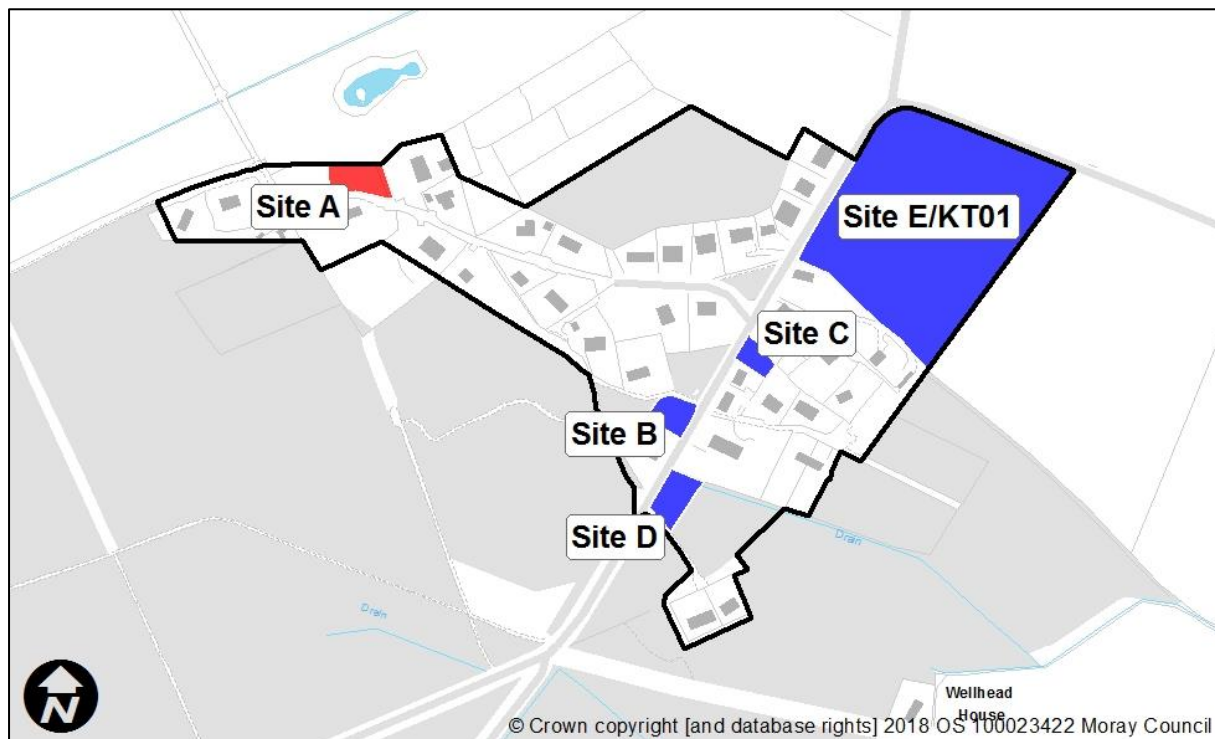 Site A
Site E/KT01
Site C
Site B
Site D
Drain
Drain
N
Wellhead
House
© Crown copyright [and database rights] 2018 OS 100023422 Moray Council